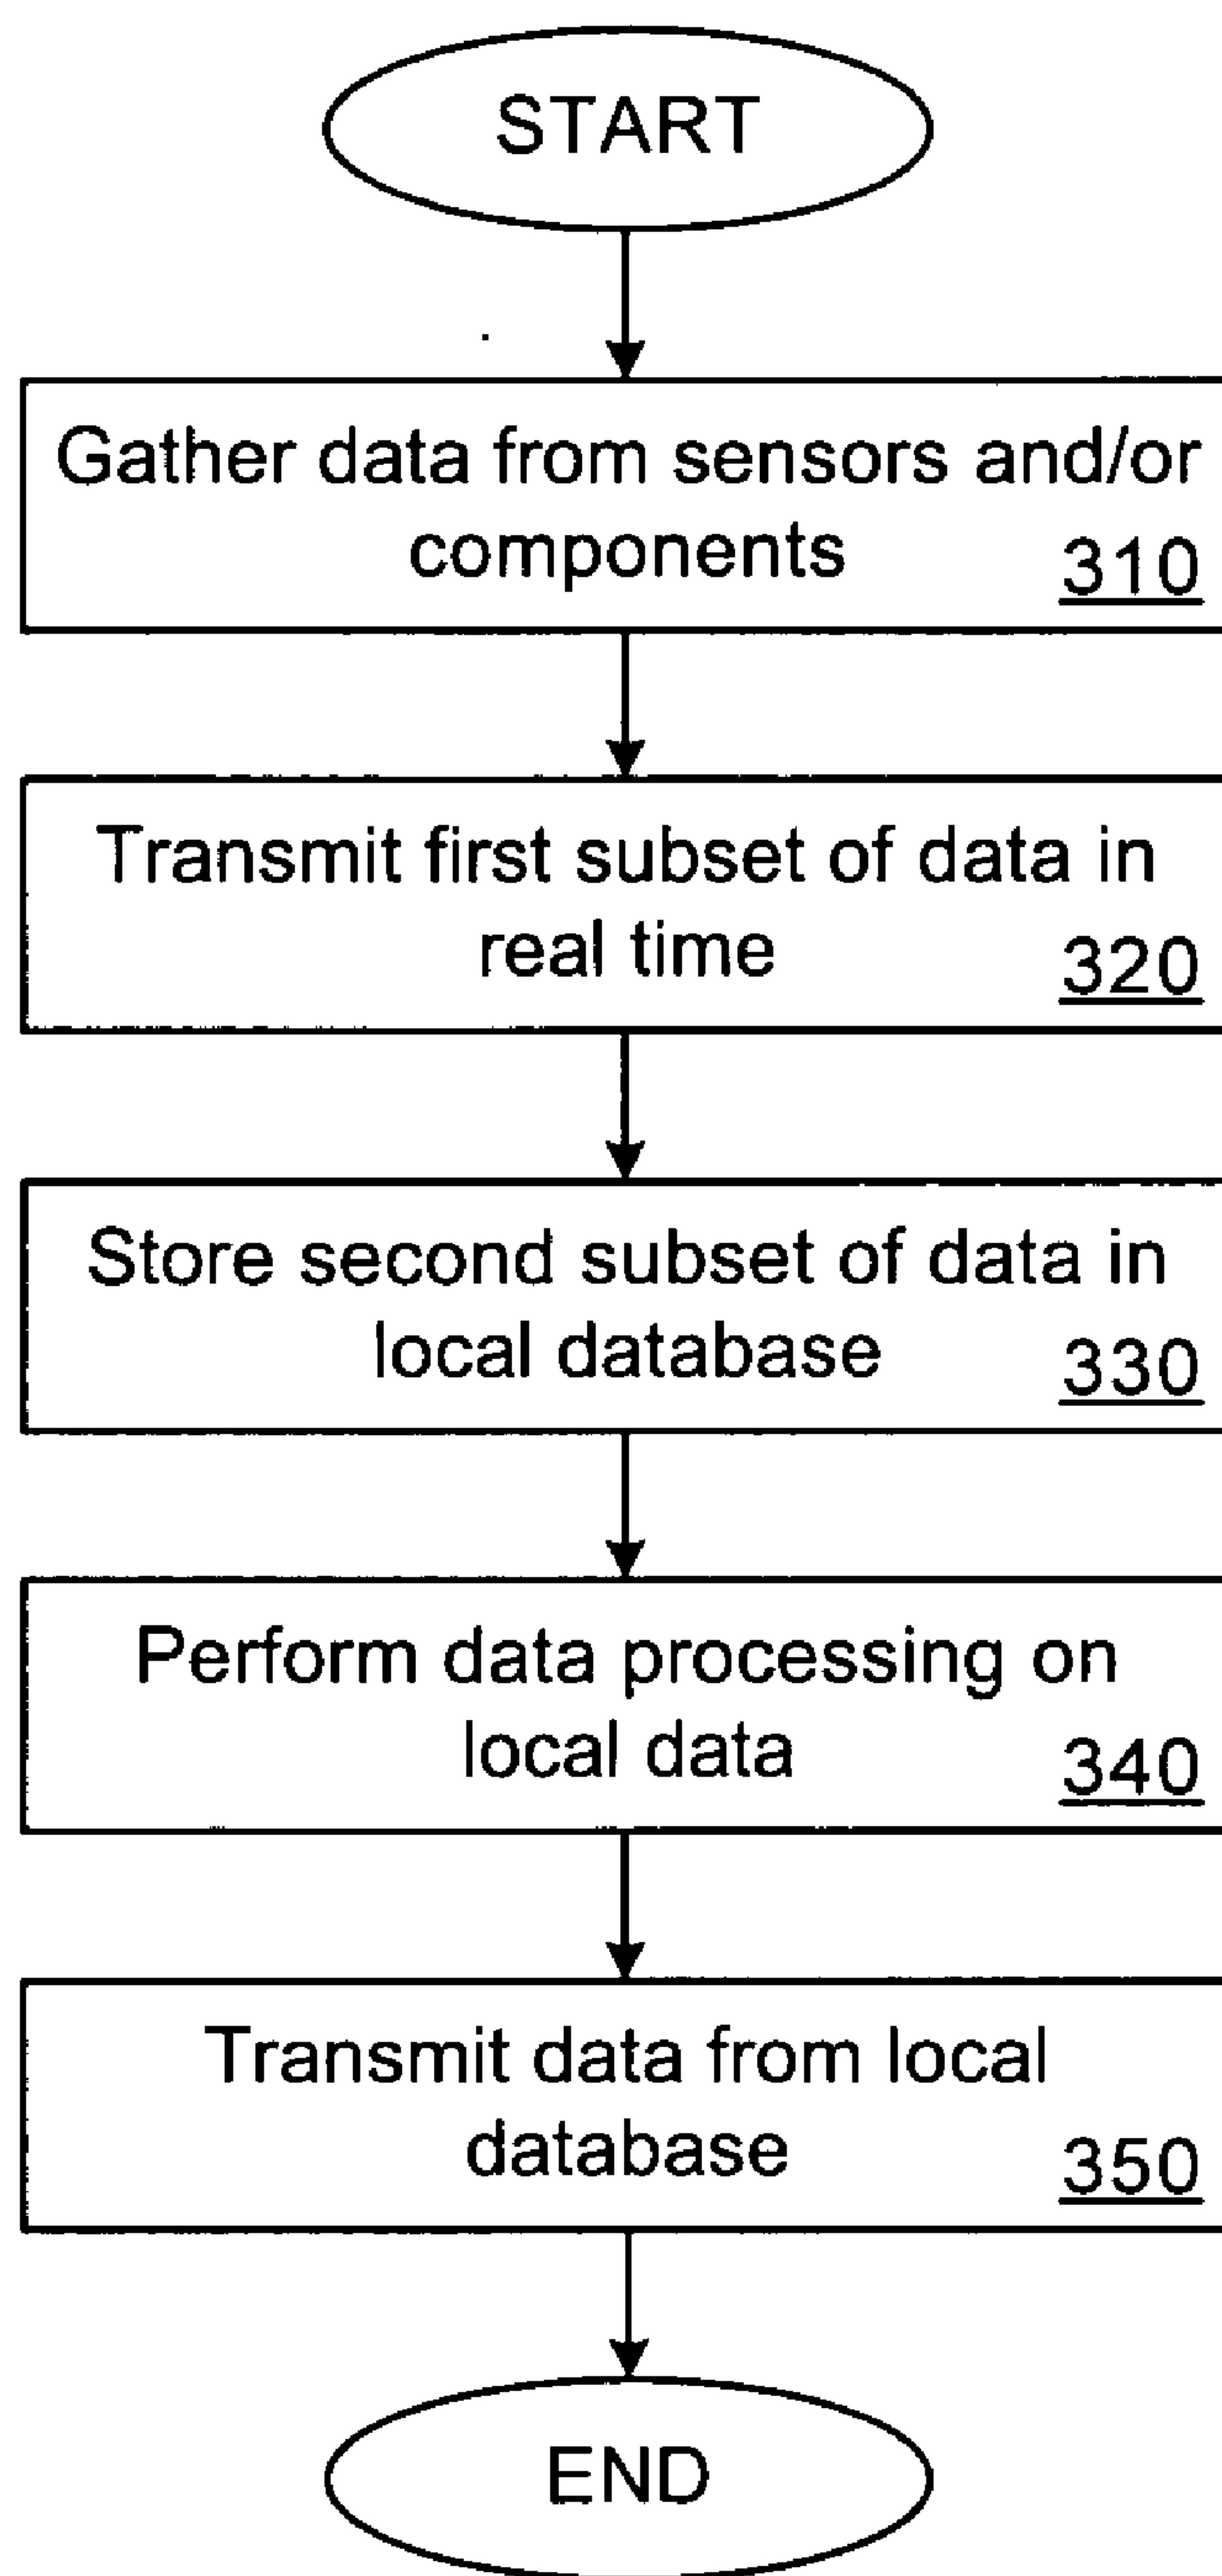 START
Gather data from sensors and/or
components
310
Transmit first subset of data in
real time
320
Store second subset of data in
local database
330
Perform data processing on
local data
340
Transmit data from local
database
350
END